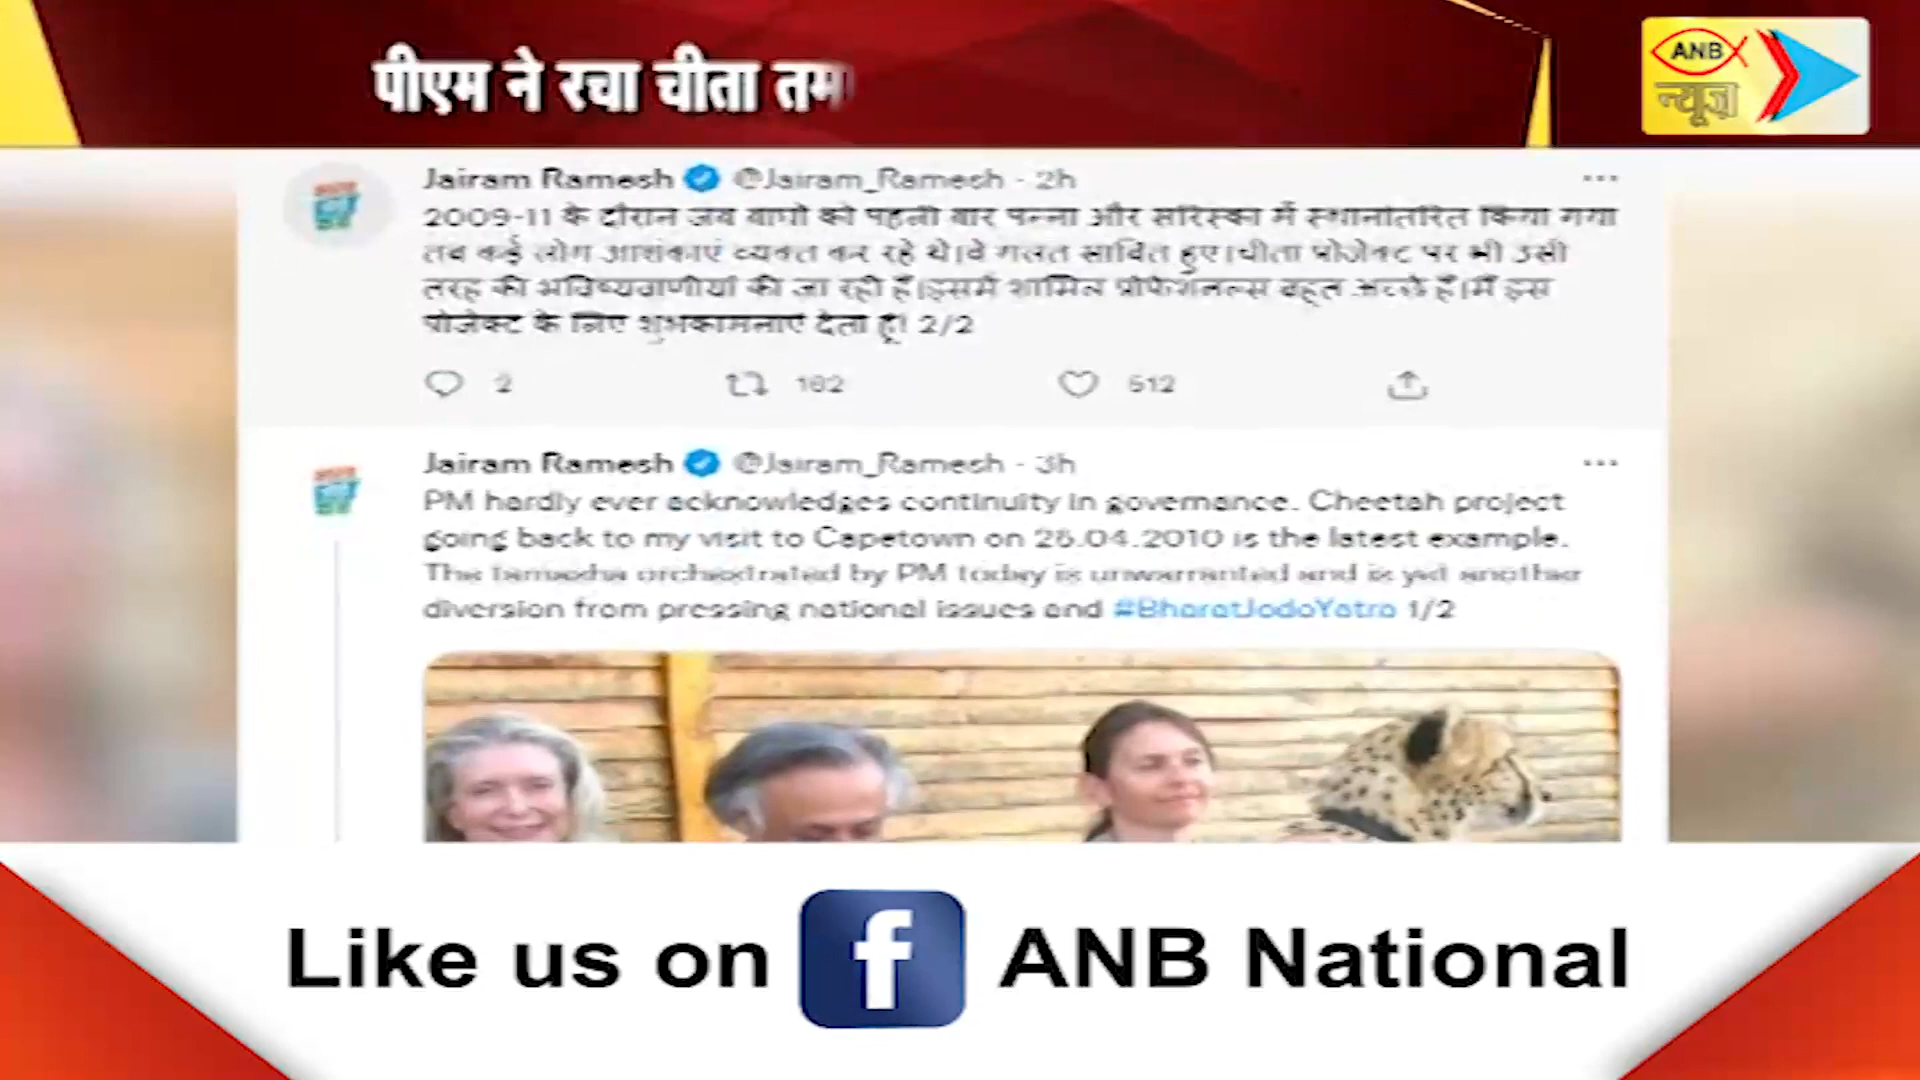 पीएम ने रचा चीता तम
ANB
न्यूज़
Jairam Ramesh @Jairam_Ramesh · 2h
2009-11 के दौरान जब बाघों को पहली बार पन्ना और सरिस्का में स्थानांतरित किया गया
तब कई लोग आशंकाएं व्यक्त कर रहे थे।वे गलत साबित हुए।चीता प्रोजेक्ट पर भी उसी
तरह की भविष्यवाणीयां की जा रही हैं।इसमें शामिल प्रोफेशनल्स बहुत अच्छे हैं।मैं इस
प्रोजेक्ट के लिए शुभकामनाएं देता हूं! 2/2
2 182 512
Jairam Ramesh @Jairam_Ramesh · 3h
PM hardly ever acknowledges continuity in governance. Cheetah project
going back to my visit to Capetown on 25.04.2010 is the latest example.
The tamasha orchestrated by PM today is unwarranted and is yet another
diversion from pressing national issues and #BharatJodoYatra 1/2
Like us on f ANB National